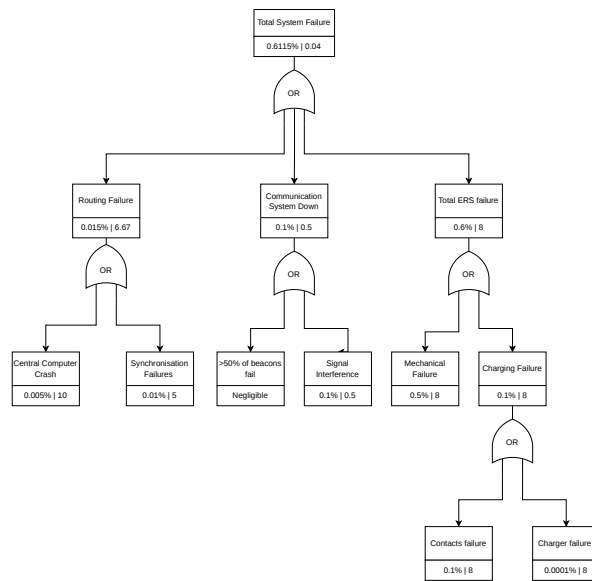 Total System Failure
0.6115% | 0.04
OR
Routing Failure
0.015% | 6.67
Communication
System Down
0.1% | 0.5
Total ERS failure
0.6% | 8
OR
OR
OR
Central Computer
Crash
0.005% | 10
Synchronisation
Failures
0.01% | 5
>50% of beacons
fail
Negligible
Signal
Interference
0.1% | 0.5
Mechanical
Failure
0.5% | 8
Charging Failure
0.1% | 8
OR
Contacts failure
0.1% | 8
Charger failure
0.0001% | 8